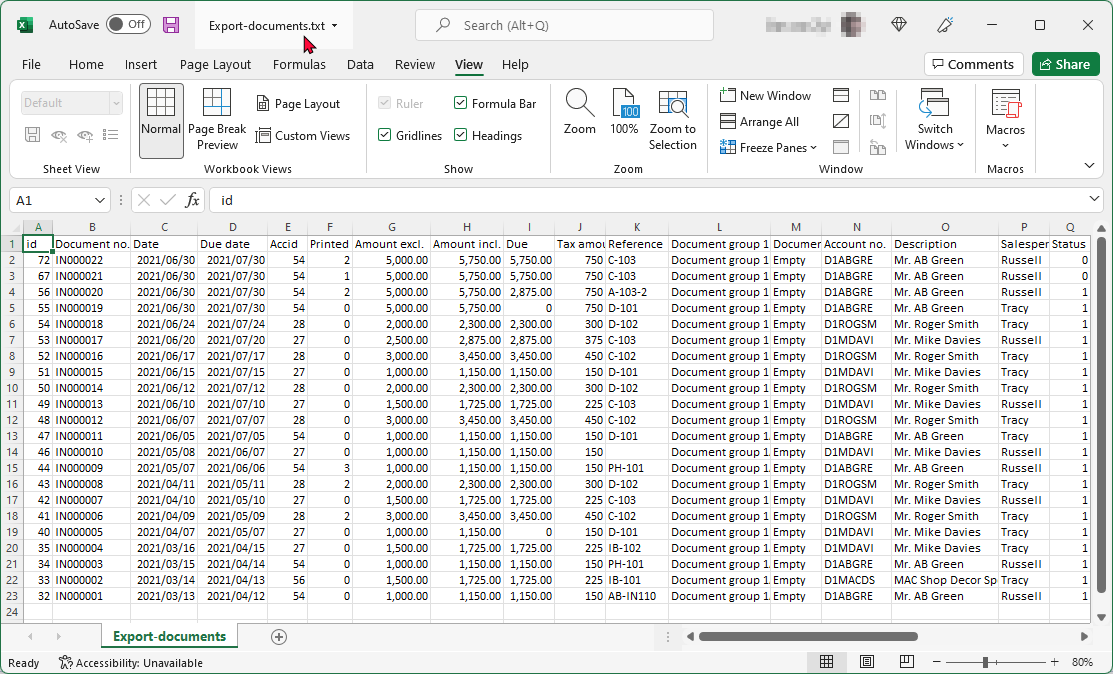 AutoSave Off Export-documents.txt Search (Alt+Q)
File Home Insert Page Layout Formulas Data Review View Help Comments Share
Default Normal Page Break Preview Page Layout Custom Views Ruler Gridlines Formula Bar Headings Zoom 100% Zoom to Selection New Window Arrange All Freeze Panes Switch Windows Macros
Sheet View Workbook Views Show Zoom Window Macros
A1 fx id
A B C D E F G H I J K L M N O P Q
1 id Document no. Date Due date Accid Printed Amount excl. Amount incl. Due Tax amou Reference Document group 1 Documen Account no. Description Salesper Status
2 72 IN000022 2021/06/30 2021/07/30 54 2 5,000.00 5,750.00 5,750.00 750 C-103 Document group 1 Empty D1ABGRE Mr. AB Green Russell 0
3 67 IN000021 2021/06/30 2021/07/30 54 1 5,000.00 5,750.00 5,750.00 750 C-103 Document group 1 Empty D1ABGRE Mr. AB Green Russell 0
4 56 IN000020 2021/06/30 2021/07/30 54 2 5,000.00 5,750.00 2,875.00 750 A-103-2 Document group 1 Empty D1ABGRE Mr. AB Green Russell 1
5 55 IN000019 2021/06/30 2021/07/30 54 0 5,000.00 5,750.00 0 750 D-101 Document group 1 Empty D1ABGRE Mr. AB Green Tracy 1
6 54 IN000018 2021/06/24 2021/07/24 28 0 2,000.00 2,300.00 2,300.00 300 D-102 Document group 1 Empty D1ROGSM Mr. Roger Smith Tracy 1
7 53 IN000017 2021/06/20 2021/07/20 27 0 2,500.00 2,875.00 2,875.00 375 C-103 Document group 1 Empty D1MDAVI Mr. Mike Davies Russell 1
8 52 IN000016 2021/06/17 2021/07/17 28 0 3,000.00 3,450.00 3,450.00 450 C-102 Document group 1 Empty D1ROGSM Mr. Roger Smith Tracy 1
9 51 IN000015 2021/06/15 2021/07/15 27 0 1,000.00 1,150.00 1,150.00 150 D-101 Document group 1 Empty D1MDAVI Mr. Mike Davies Tracy 1
10 50 IN000014 2021/06/12 2021/07/12 28 0 2,000.00 2,300.00 2,300.00 300 D-102 Document group 1 Empty D1ROGSM Mr. Roger Smith Tracy 1
11 49 IN000013 2021/06/10 2021/07/10 27 0 1,500.00 1,725.00 1,725.00 225 C-103 Document group 1 Empty D1MDAVI Mr. Mike Davies Russell 1
12 48 IN000012 2021/06/07 2021/07/07 28 0 3,000.00 3,450.00 3,450.00 450 C-102 Document group 1 Empty D1ROGSM Mr. Roger Smith Tracy 1
13 47 IN000011 2021/06/05 2021/07/05 54 0 1,000.00 1,150.00 1,150.00 150 D-101 Document group 1 Empty D1ABGRE Mr. AB Green Tracy 1
14 46 IN000010 2021/05/08 2021/06/07 27 0 1,000.00 1,150.00 1,150.00 150 Document group 1 Empty D1MDAVI Mr. Mike Davies Russell 1
15 44 IN000009 2021/05/07 2021/06/06 54 3 1,000.00 1,150.00 1,150.00 150 PH-101 Document group 1 Empty D1ABGRE Mr. AB Green Russell 1
16 43 IN000008 2021/04/11 2021/05/11 28 2 2,000.00 2,300.00 2,300.00 300 D-102 Document group 1 Empty D1ROGSM Mr. Roger Smith Russell 1
17 42 IN000007 2021/04/10 2021/05/10 27 0 1,500.00 1,725.00 1,725.00 225 C-103 Document group 1 Empty D1MDAVI Mr. Mike Davies Russell 1
18 41 IN000006 2021/04/09 2021/05/09 28 2 3,000.00 3,450.00 3,450.00 450 C-102 Document group 1 Empty D1ROGSM Mr. Roger Smith Tracy 1
19 40 IN000005 2021/04/07 2021/05/07 27 0 1,000.00 1,150.00 0 150 D-101 Document group 1 Empty D1MDAVI Mr. Mike Davies Tracy 1
20 35 IN000004 2021/03/16 2021/04/15 27 0 1,500.00 1,725.00 1,725.00 225 IB-102 Document group 1 Empty D1MDAVI Mr. Mike Davies Tracy 1
21 34 IN000003 2021/03/15 2021/04/14 54 0 1,000.00 1,150.00 1,150.00 150 PH-101 Document group 1 Empty D1ABGRE Mr. AB Green Russell 1
22 33 IN000002 2021/03/14 2021/04/13 56 0 1,500.00 1,725.00 1,725.00 225 IB-101 Document group 1 Empty D1MACDS MAC Shop Decor Sp Tracy 1
23 32 IN000001 2021/03/13 2021/04/12 54 0 1,000.00 1,150.00 1,150.00 150 AB-IN110 Document group 1 Empty D1ABGRE Mr. AB Green Russell 1
24
Export-documents
Ready Accessibility: Unavailable 80%